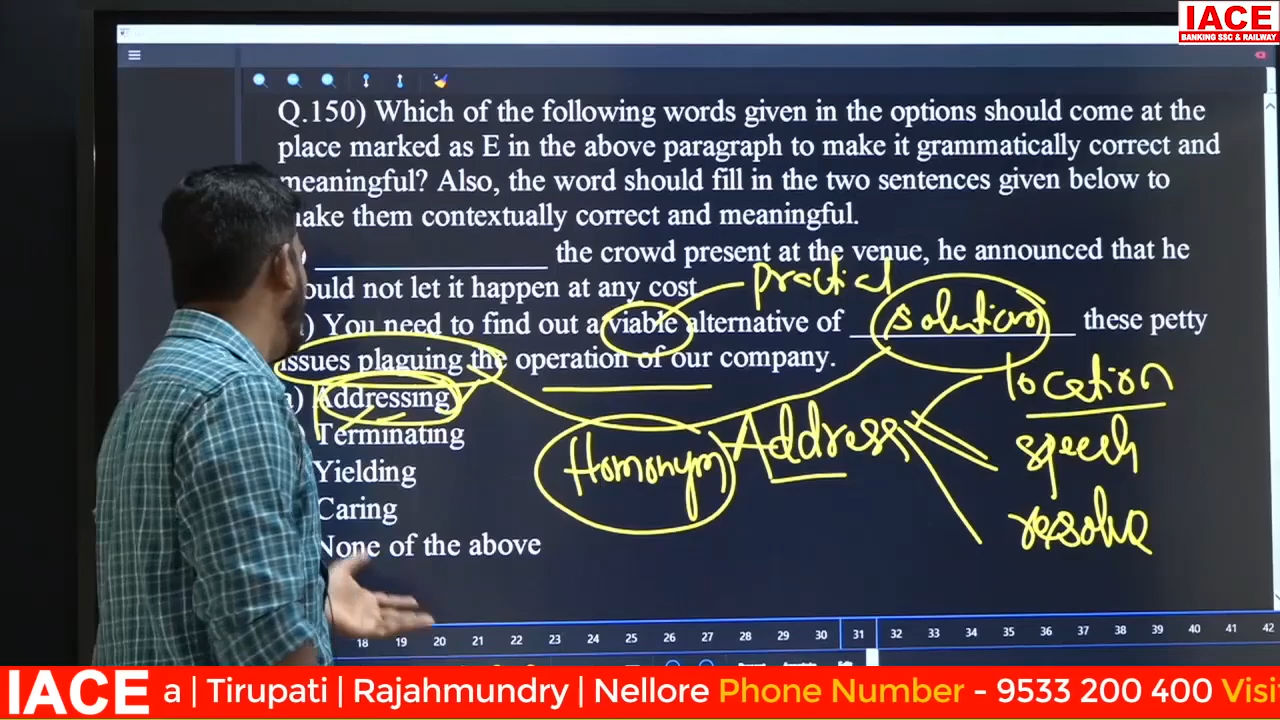 IACE
BANKING SSC & RAILWAY
Q.150) Which of the following words given in the options should come at the
place marked as E in the above paragraph to make it grammatically correct and
meaningful? Also, the word should fill in the two sentences given below to
make them contextually correct and meaningful.
the crowd present at the venue, he announced that he
ould not let it happen at any cost
practical
) You need to find out a viable alternative of solution these petty
issues plaguing the operation of our company.
a) Addressing
Terminating
Yielding
Caring
None of the above
Homonym Address
location
speech
resolve
18 19 20 21 22 23 24 25 26 27 28 29 30 31 32 33 34 35 36 37 38 39 40 41 42
IACE a | Tirupati | Rajahmundry | Nellore Phone Number - 9533 200 400 Visi